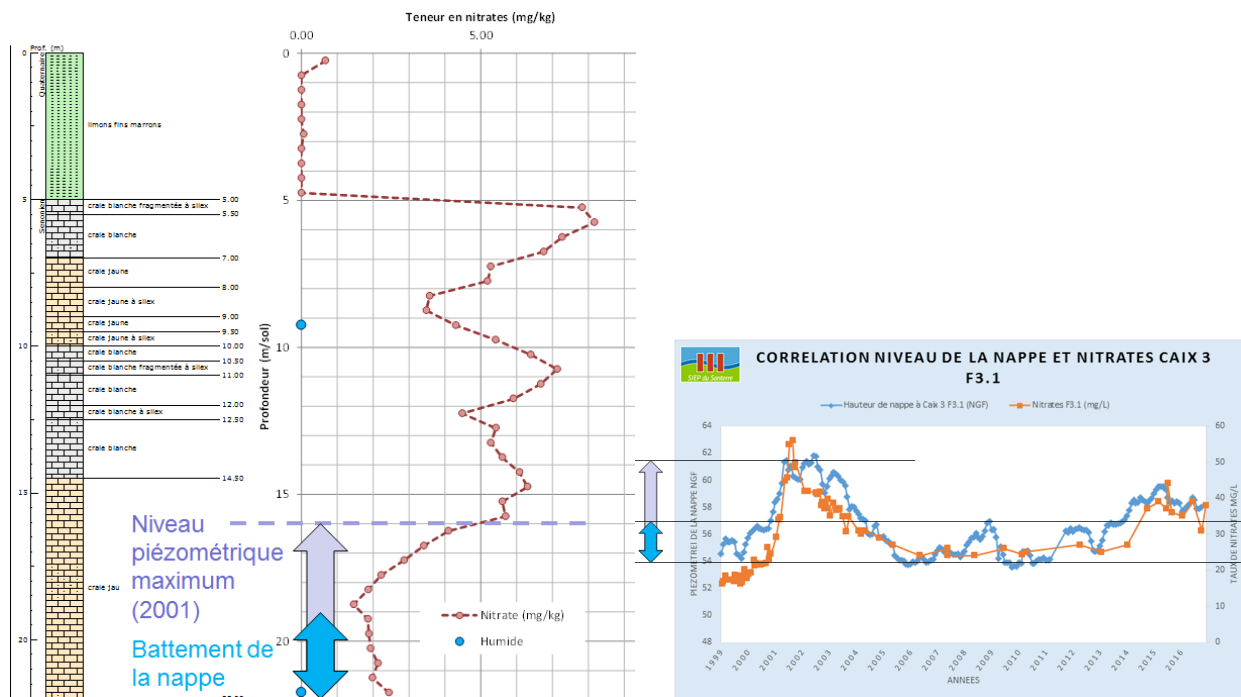 Teneur en nitrates (mg/kg)
0.00
5.00
Prof. (m)
0
Quaternaire
limons fins marrons
5
Sénonien
5.00
craie blanche fragmentée à silex
5.50
craie blanche
7.00
craie jaune
8.00
craie jaune à silex
9.00
craie jaune
9.50
craie jaune à silex
10
10.00
craie blanche
10.50
craie blanche fragmentée à silex
11.00
craie blanche
12.00
craie blanche à silex
12.50
craie blanche
14.50
15
craie jau
20
0
5
10
15
20
Profondeur (m/sol)
Niveau
piézométrique
maximum
(2001)
Battement de
la nappe
Nitrate (mg/kg)
Humide
SIEP du Santerre
CORRELATION NIVEAU DE LA NAPPE ET NITRATES CAIX 3
F3.1
Hauteur de nappe à Caix 3 F3.1 (NGF)
Nitrates F3.1 (mg/L)
PIEZOMETRIE DE LA NAPPE NGF
64
62
60
58
56
54
52
50
48
60
50
40
30
20
10
0
TAUX DE NITRATES MG/L
1999
2000
2001
2002
2003
2004
2005
2006
2007
2008
2009
2010
2011
2012
2013
2014
2015
2016
ANNEES